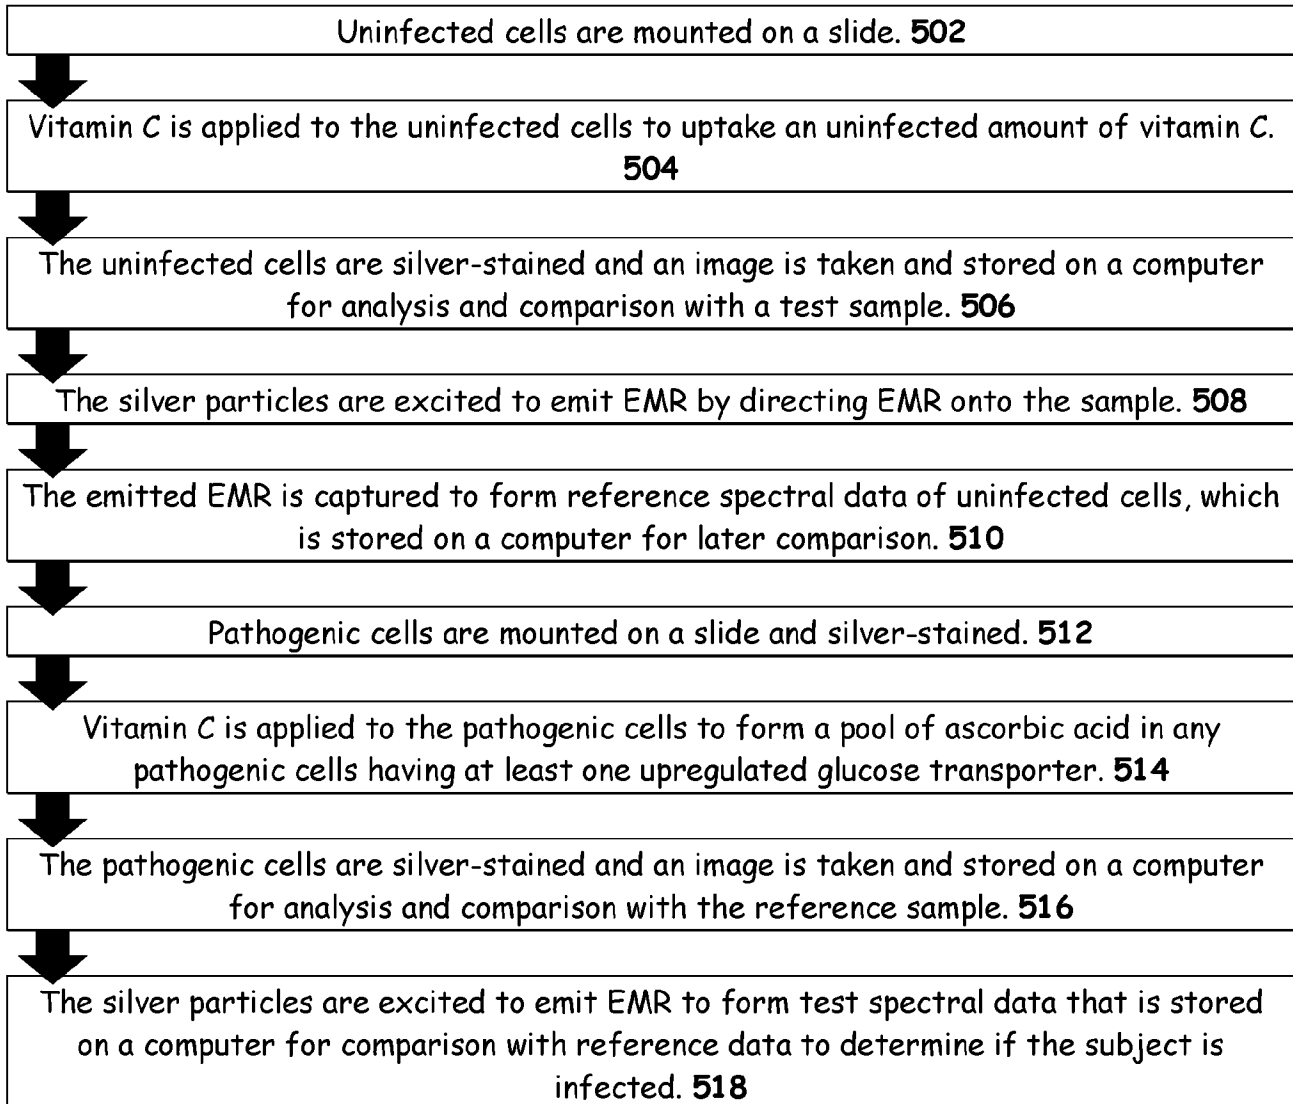 Uninfected cells are mounted on a slide. 502
Vitamin C is applied to the uninfected cells to uptake an uninfected amount of vitamin C.
504
The uninfected cells are silver-stained and an image is taken and stored on a computer
for analysis and comparison with a test sample. 506
The silver particles are excited to emit EMR by directing EMR onto the sample. 508
The emitted EMR is captured to form reference spectral data of uninfected cells, which
is stored on a computer for later comparison. 510
Pathogenic cells are mounted on a slide and silver-stained. 512
Vitamin C is applied to the pathogenic cells to form a pool of ascorbic acid in any
pathogenic cells having at least one upregulated glucose transporter. 514
The pathogenic cells are silver-stained and an image is taken and stored on a computer
for analysis and comparison with the reference sample. 516
The silver particles are excited to emit EMR to form test spectral data that is stored
on a computer for comparison with reference data to determine if the subject is
infected. 518